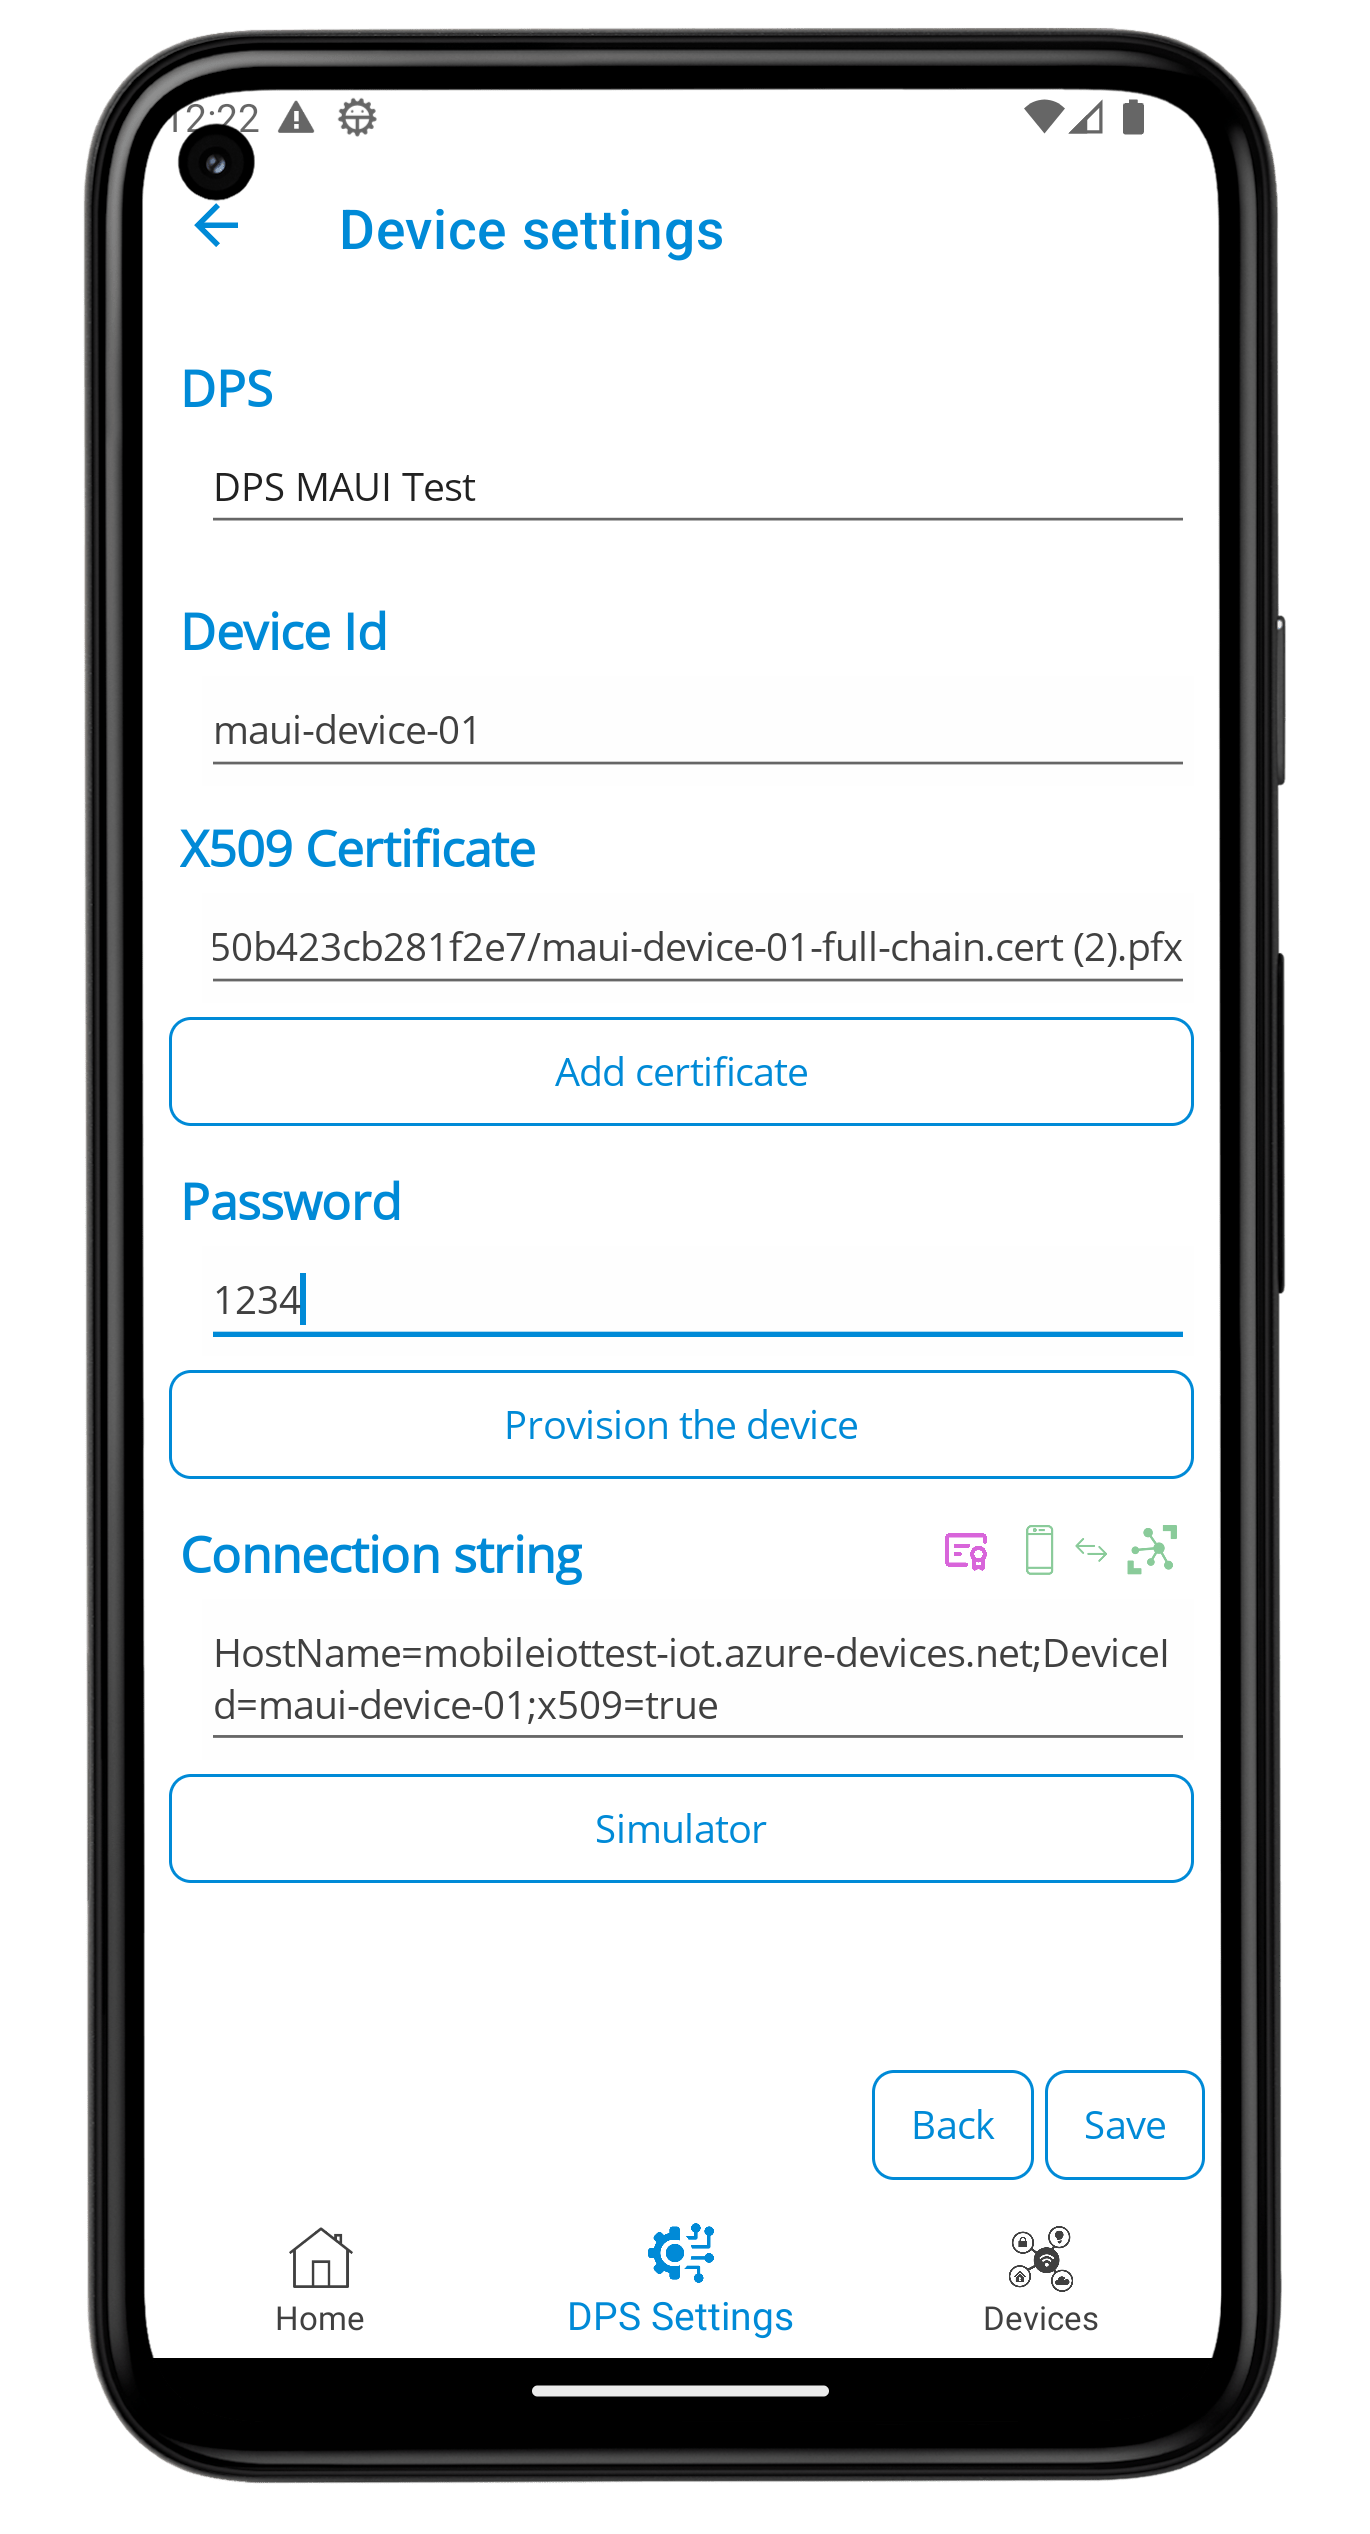 12:22
Device settings
DPS
DPS MAUI Test
Device Id
maui-device-01
X509 Certificate
50b423cb281f2e7/maui-device-01-full-chain.cert (2).pfx
Add certificate
Password
1234
Provision the device
Connection string
HostName=mobileiottest-iot.azure-devices.net;DeviceI
d=maui-device-01;x509=true
Simulator
Back Save
Home DPS Settings Devices